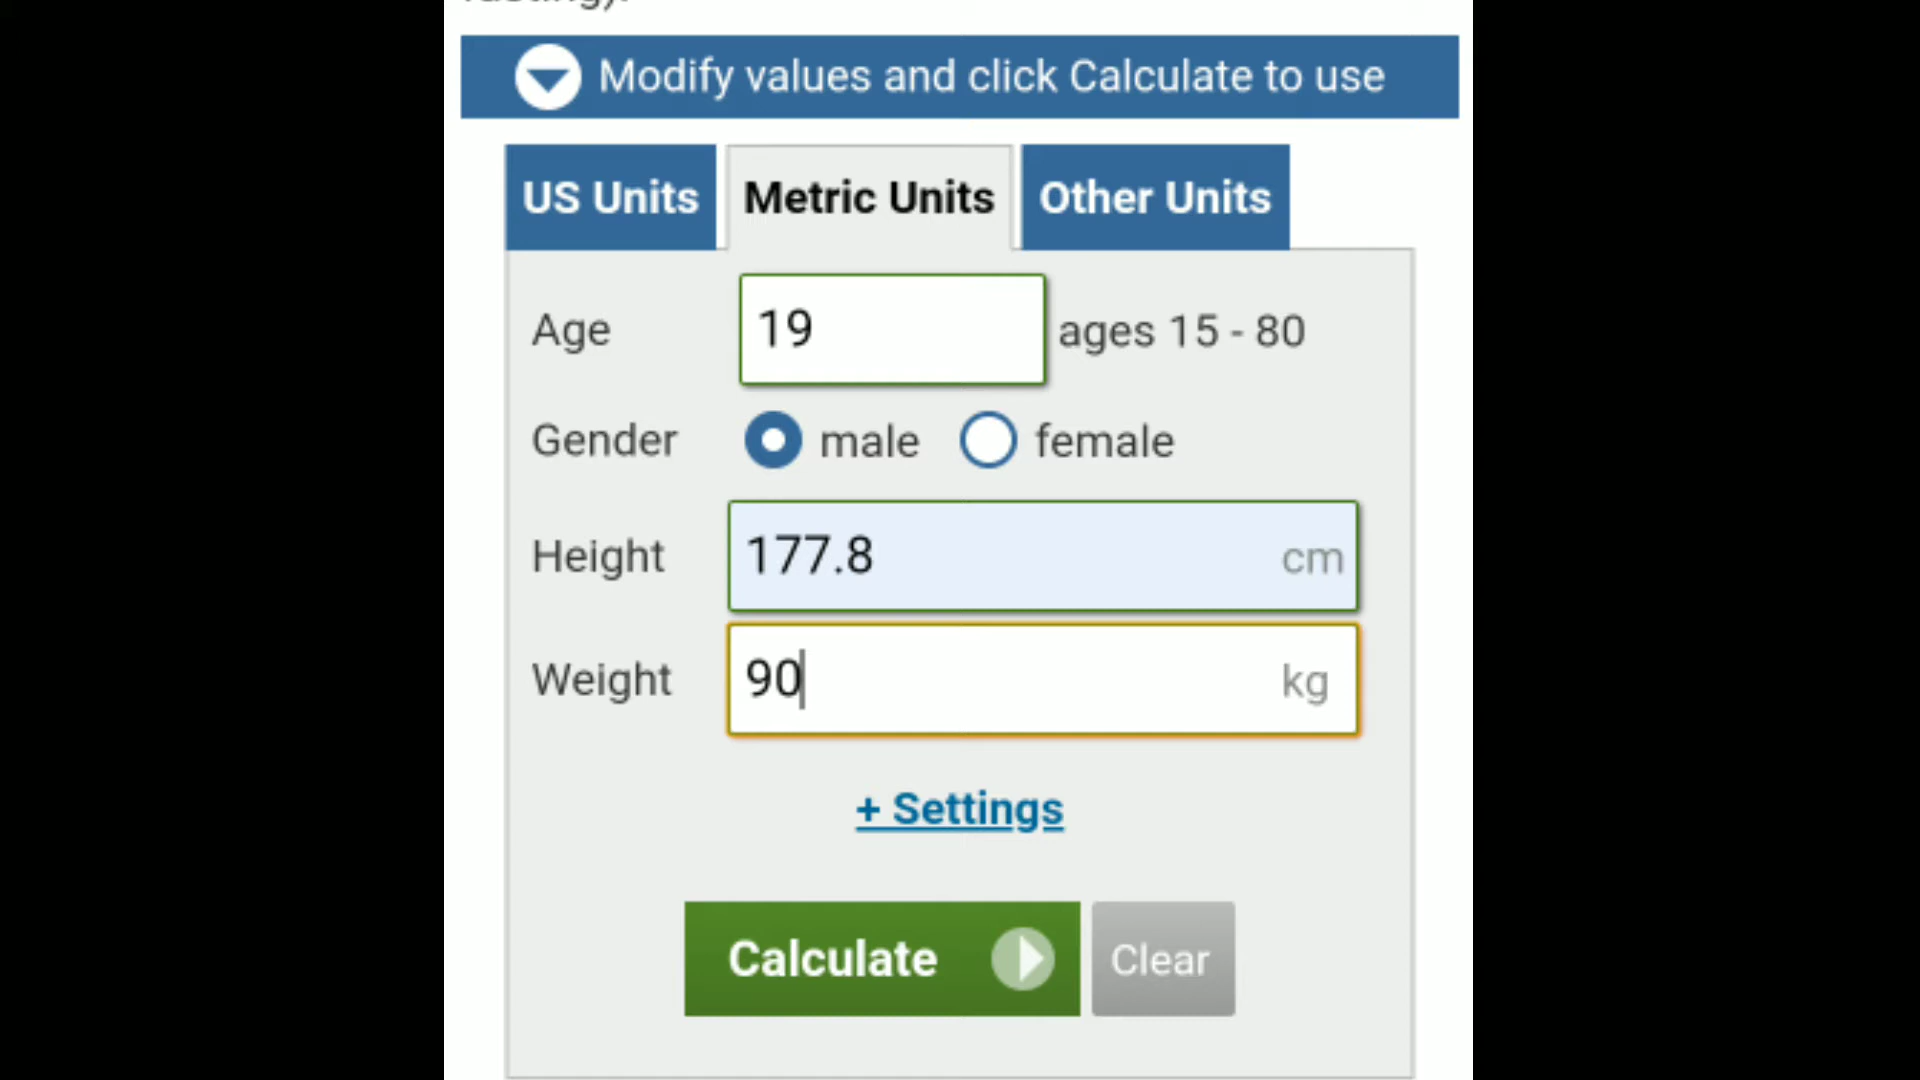 Modify values and click Calculate to use
US Units Metric Units Other Units
Age 19 ages 15 - 80
Gender male female
Height 177.8 cm
Weight 90 kg
+ Settings
Calculate Clear